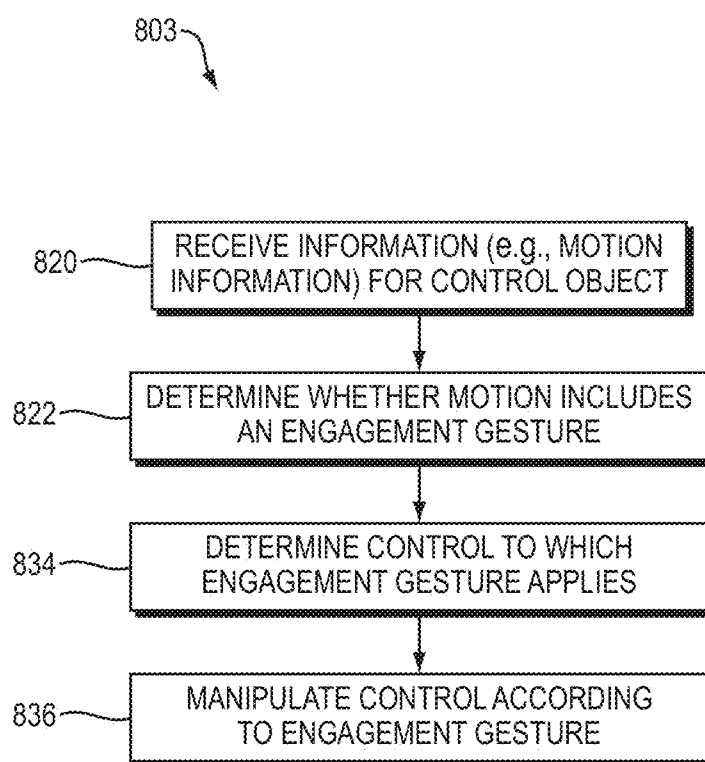 803
820
RECEIVE INFORMATION (e.g., MOTION
INFORMATION) FOR CONTROL OBJECT
822
DETERMINE WHETHER MOTION INCLUDES
AN ENGAGEMENT GESTURE
834
DETERMINE CONTROL TO WHICH
ENGAGEMENT GESTURE APPLIES
836
MANIPULATE CONTROL ACCORDING
TO ENGAGEMENT GESTURE